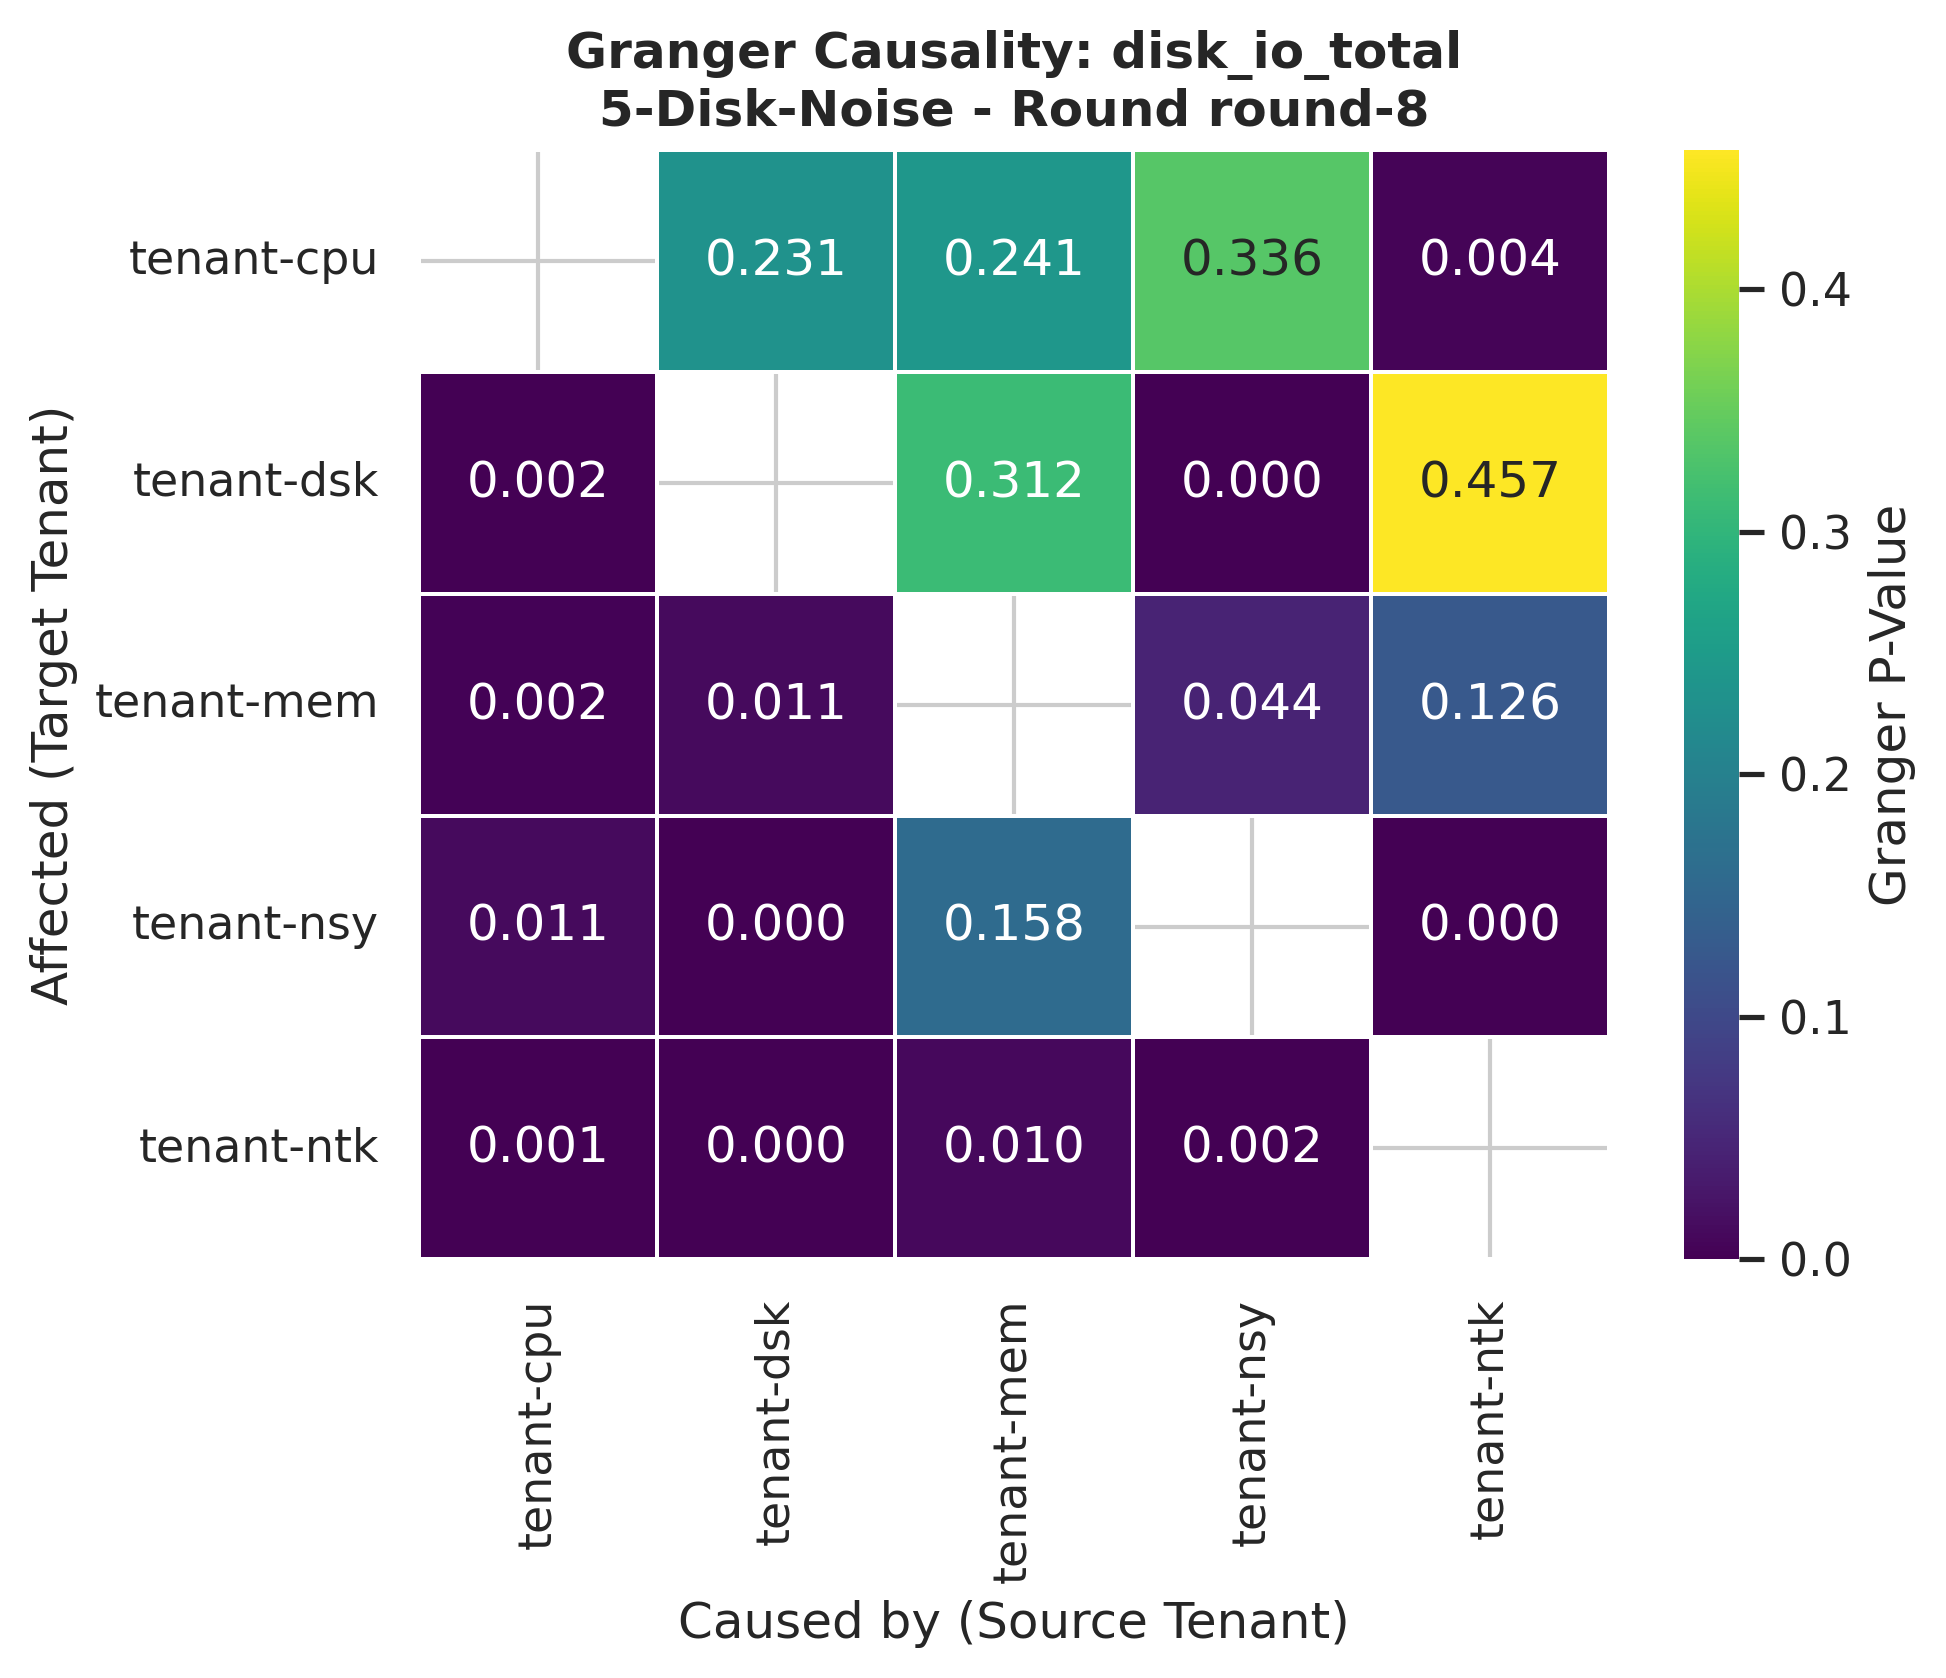 Granger Causality: disk_io_total
5-Disk-Noise - Round round-8
Affected (Target Tenant)
tenant-cpu
0.231
0.241
0.336
0.004
tenant-dsk
0.002
0.312
0.000
0.457
tenant-mem
0.002
0.011
0.044
0.126
tenant-nsy
0.011
0.000
0.158
0.000
tenant-ntk
0.001
0.000
0.010
0.002
tenant-cpu
tenant-dsk
tenant-mem
tenant-nsy
tenant-ntk
Caused by (Source Tenant)
0.4
0.3
0.2
0.1
0.0
Granger P-Value